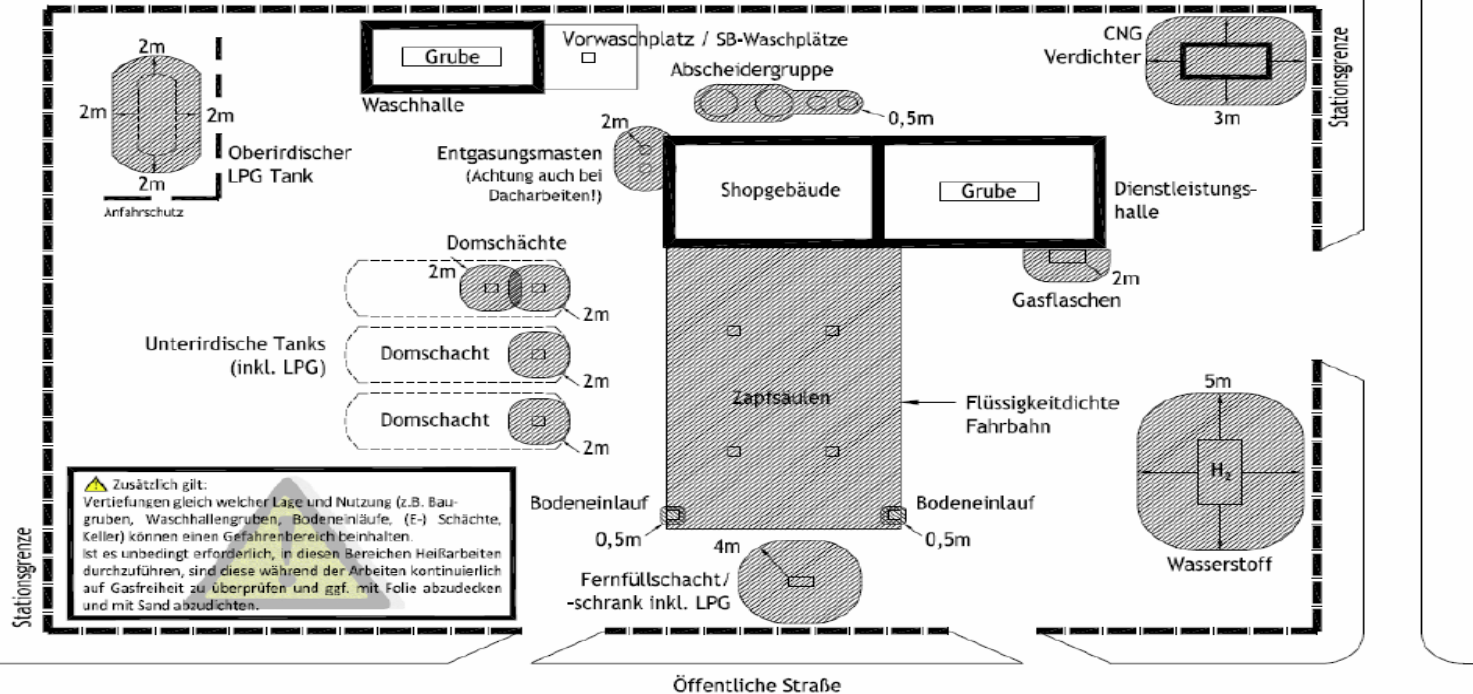 2m
2m
2m
2m
Oberirdischer
LPG Tank
Anfahrschutz
Grube
Waschhalle
Vorwaschplatz / SB-Waschplätze
Abscheidergruppe
0,5m
CNG
Verdichter
3m
Stationsgrenze
2m
Entgasungsmasten
(Achtung auch bei
Dacharbeiten!)
Shopgebäude
Grube
Dienstleistungs-
halle
2m
Gasflaschen
Domschächte
2m
2m
Unterirdische Tanks
(inkl. LPG)
Domschacht
2m
Domschacht
2m
Zapfsäulen
Flüssigkeitdichte
Fahrbahn
5m
H₂
Wasserstoff
Zusätzlich gilt:
Vertiefungen gleich welcher Lage und Nutzung (z.B. Bau-
gruben, Waschhallengruben, Bodeneinläufe, (E-) Schächte,
Keller) können einen Gefahrenbereich beinhalten.
Ist es unbedingt erforderlich, in diesen Bereichen Heißarbeiten
durchzuführen, sind diese während der Arbeiten kontinuierlich
auf Gasfreiheit zu überprüfen und ggf. mit Folie abzudecken
und mit Sand abzudichten.
Stationsgrenze
Bodeneinlauf
0,5m
Bodeneinlauf
0,5m
4m
Fernfüllschacht/
-schrank inkl. LPG
Öffentliche Straße